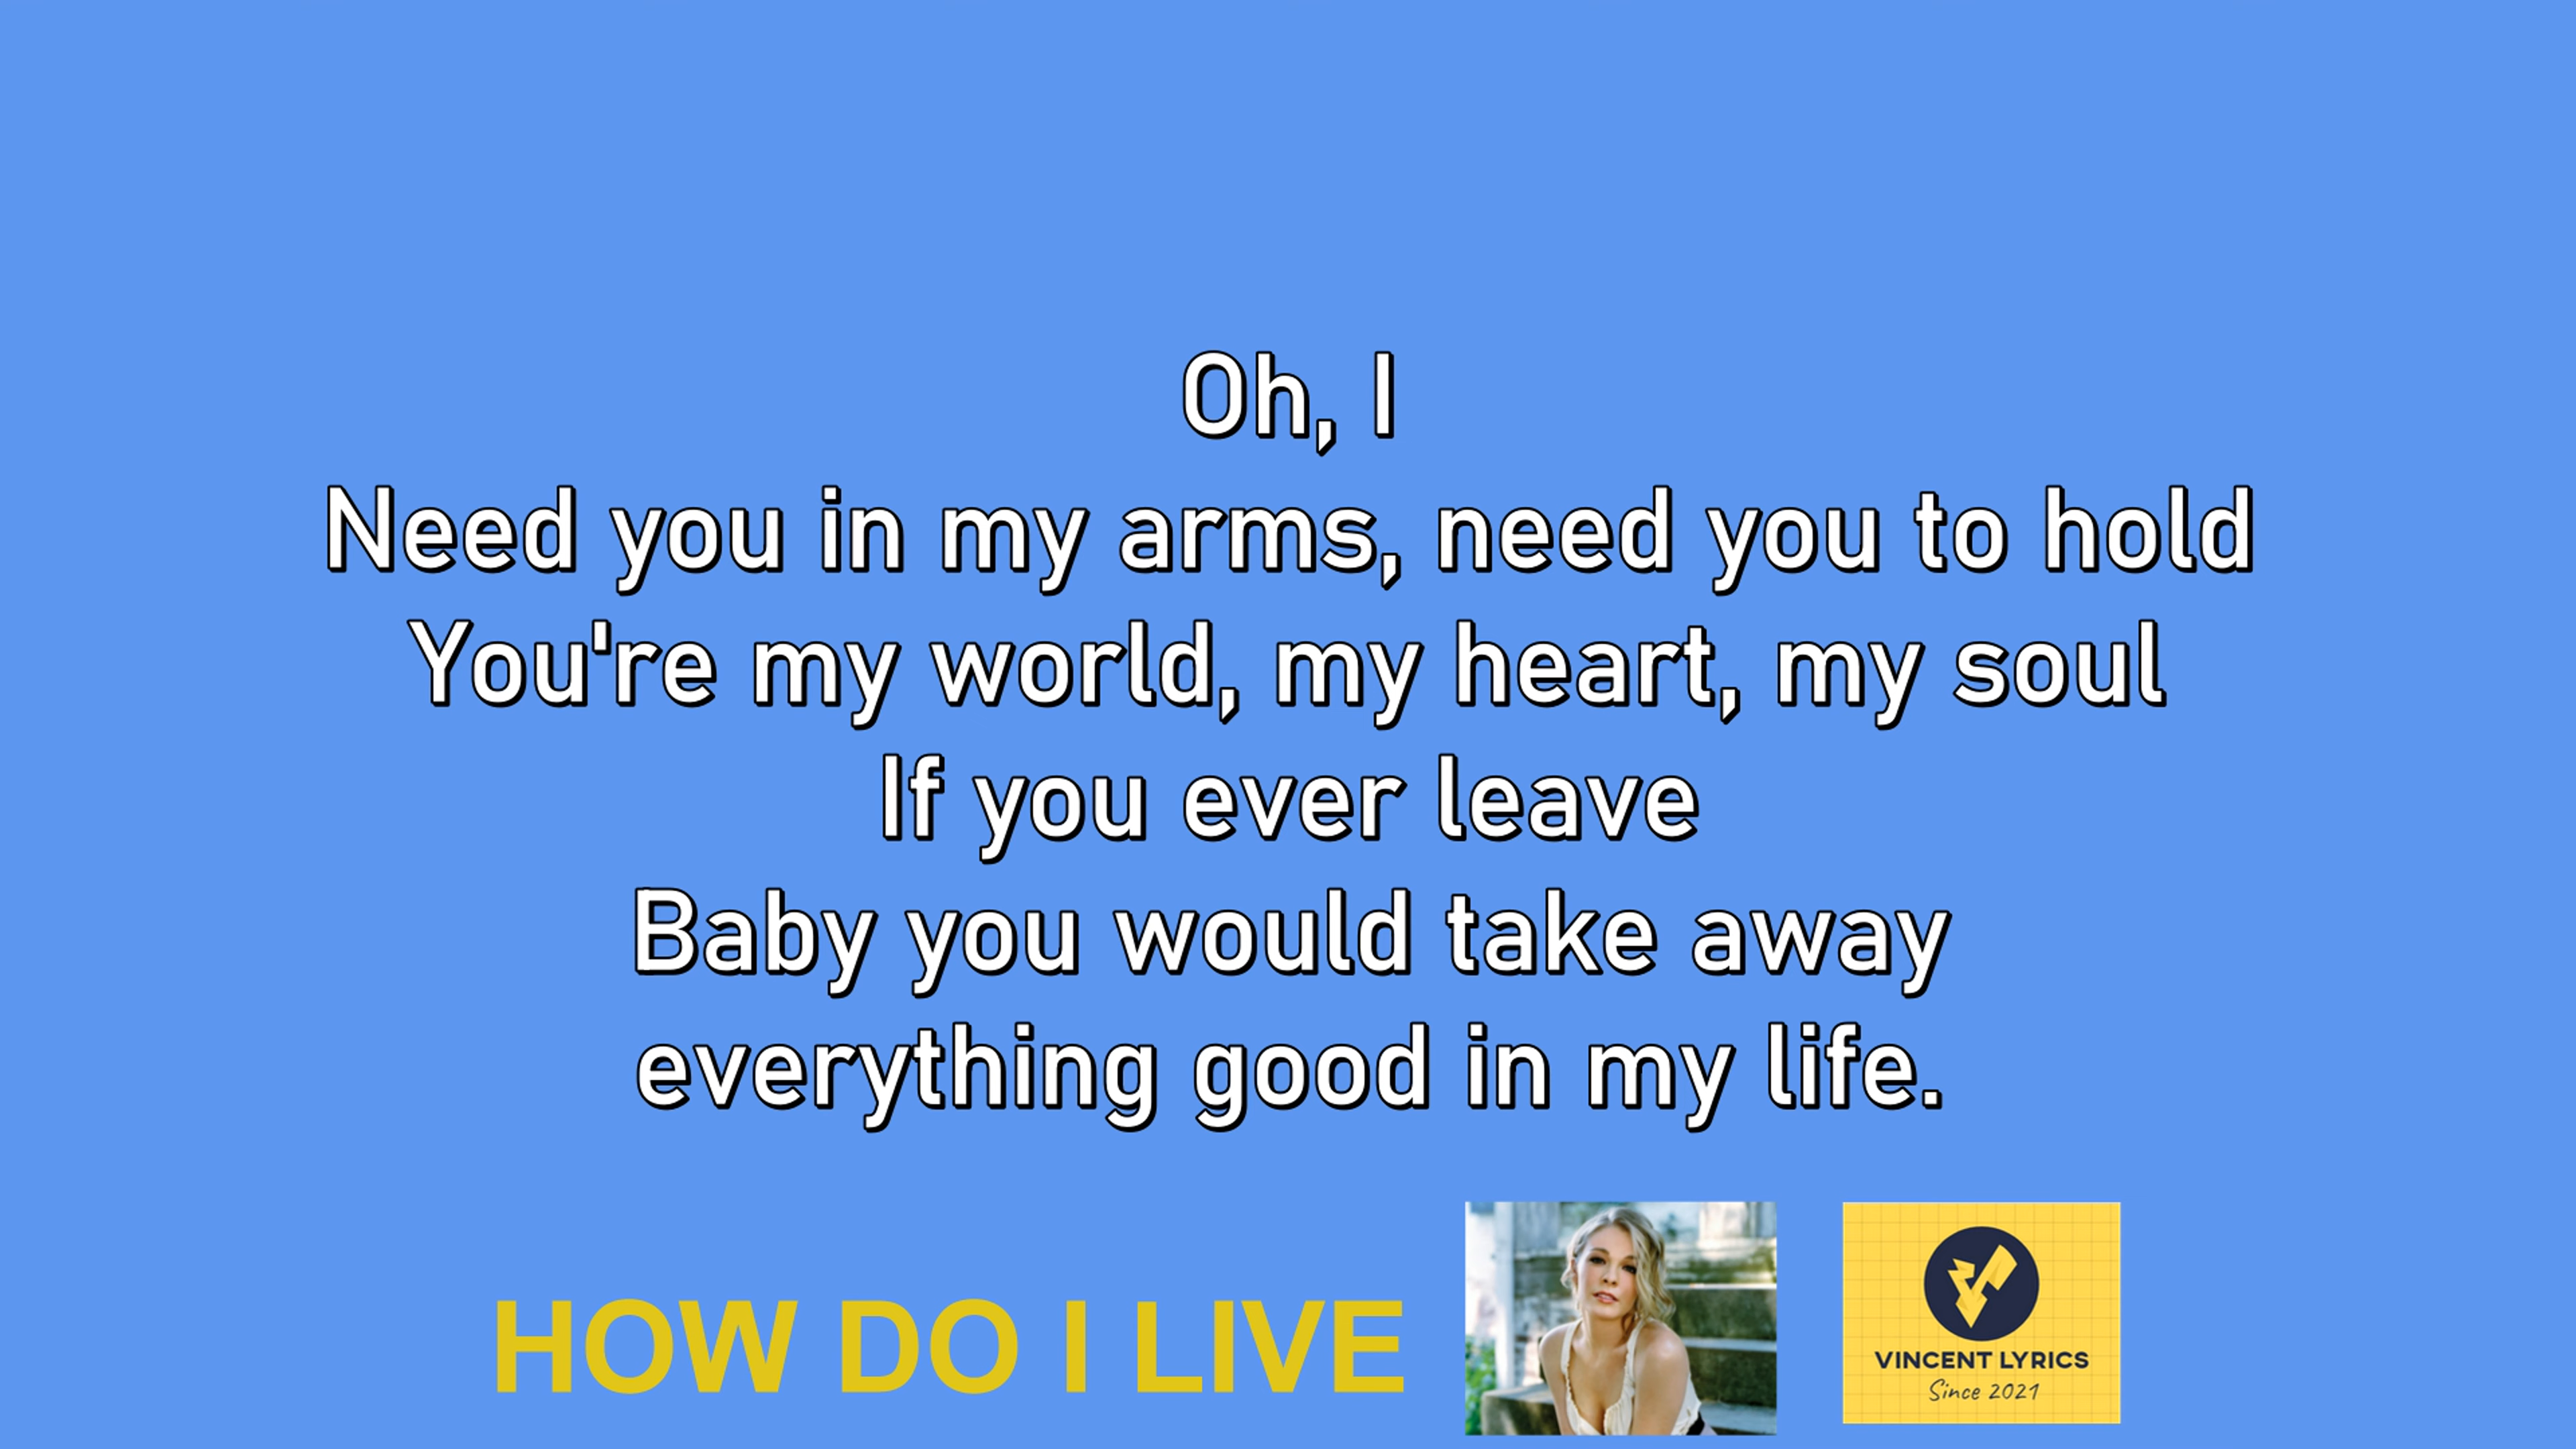 Oh, I
Need you in my arms, need you to hold
You're my world, my heart, my soul
If you ever leave
Baby you would take away
everything good in my life.
HOW DO I LIVE
VINCENT LYRICS
Since 2021